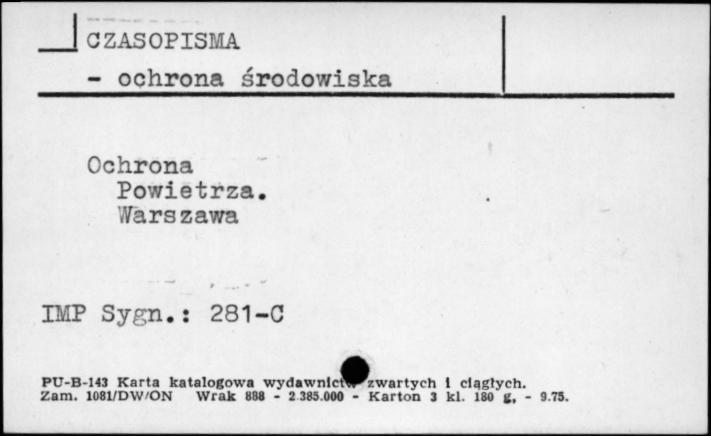 CZASOPISMA
- ochrona środowiska
Ochrona
Powietrza.
Warszawa
IMP Sygn.: 281-C
PU-B-143 Karta katalogowa wydawnictw zwartych i ciągłych.
Zam. 1081/DW/ON Wrak 888 - 2.385.000 - Karton 3 kl. 180 g, - 9.75.